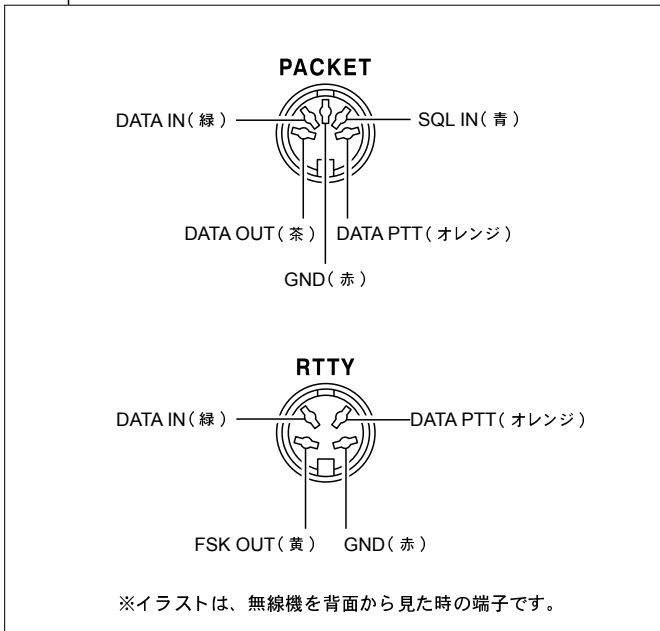 PACKET
DATA IN( 緑 )
SQL IN( 青 )
DATA OUT( 茶 )
DATA PTT( オレンジ )
GND( 赤 )
RTTY
DATA IN( 緑 )
DATA PTT( オレンジ )
FSK OUT( 黄 )
GND( 赤 )
※イラストは、無線機を背面から見た時の端子です。